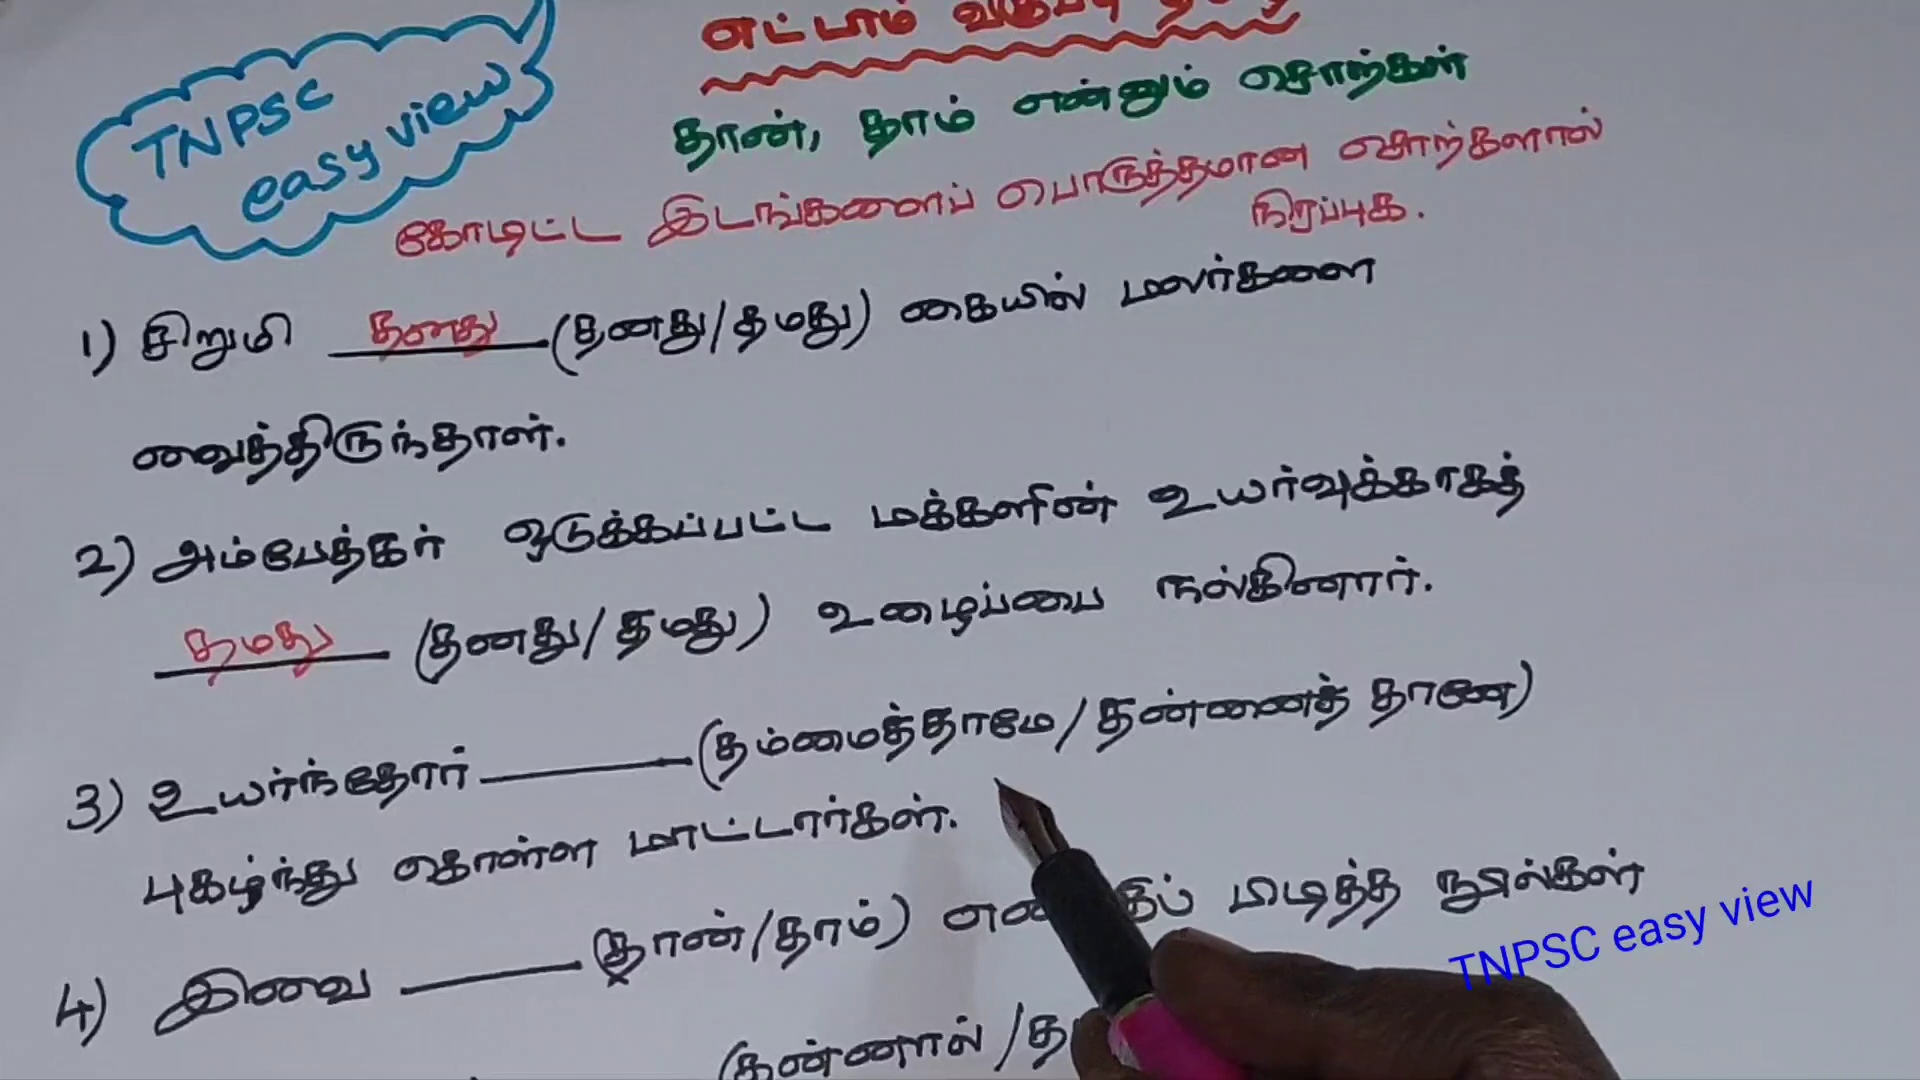 TNPSC
easy view
எட்டாம்
தான், தாம் என்னும் சொற்கள்
கோடிட்ட இடங்களைப் பொருத்தமான சொற்களால்
நிரப்புக.
1) சிறுமி தனது (தனது/தமது) கையில் மலர்களை
வைத்திருந்தாள்.
2) அம்பேத்கர் ஒடுக்கப்பட்ட மக்களின் உயர்வுக்காகத்
தமது (தனது/தமது) உழைப்பை நல்கினார்.
3) உயர்ந்தோர் ______ (தம்மைத்தாமே/தன்னைத் தானே)
புகழ்ந்து கொள்ள மாட்டார்கள்.
4) இவை ______ (தான்/தாம்) பிடித்த நூல்கள்
(தன்னால் /த
TNPSC easy view